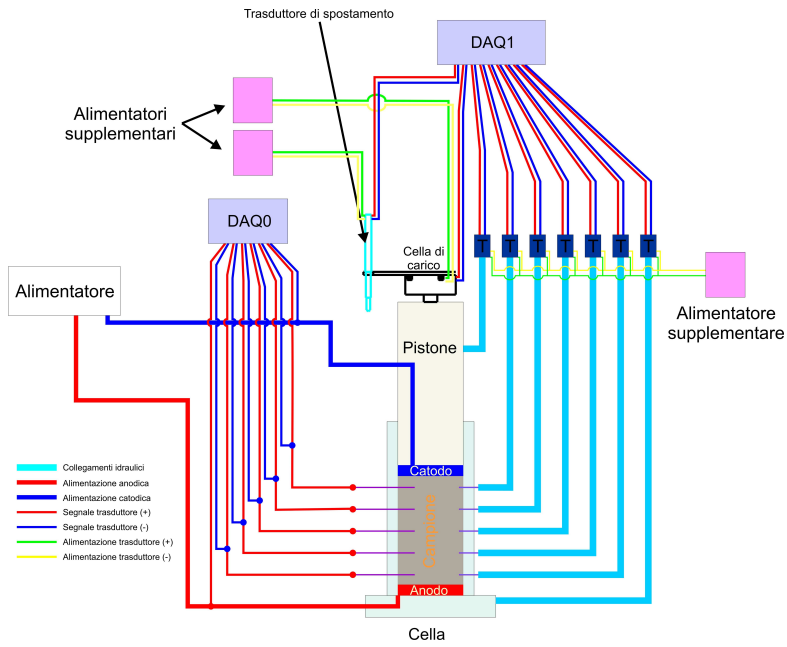 Trasduttore di spostamento
DAQ1
Alimentatori
supplementari
DAQ0
Alimentatore
T T T T T T T
Cella di
carico
Alimentatore
supplementare
Pistone
Collegamenti idraulici
Alimentazione anodica
Alimentazione catodica
Segnale trasduttore (+)
Segnale trasduttore (-)
Alimentazione trasduttore (+)
Alimentazione trasduttore (-)
Catodo
Campione
Anodo
Cella